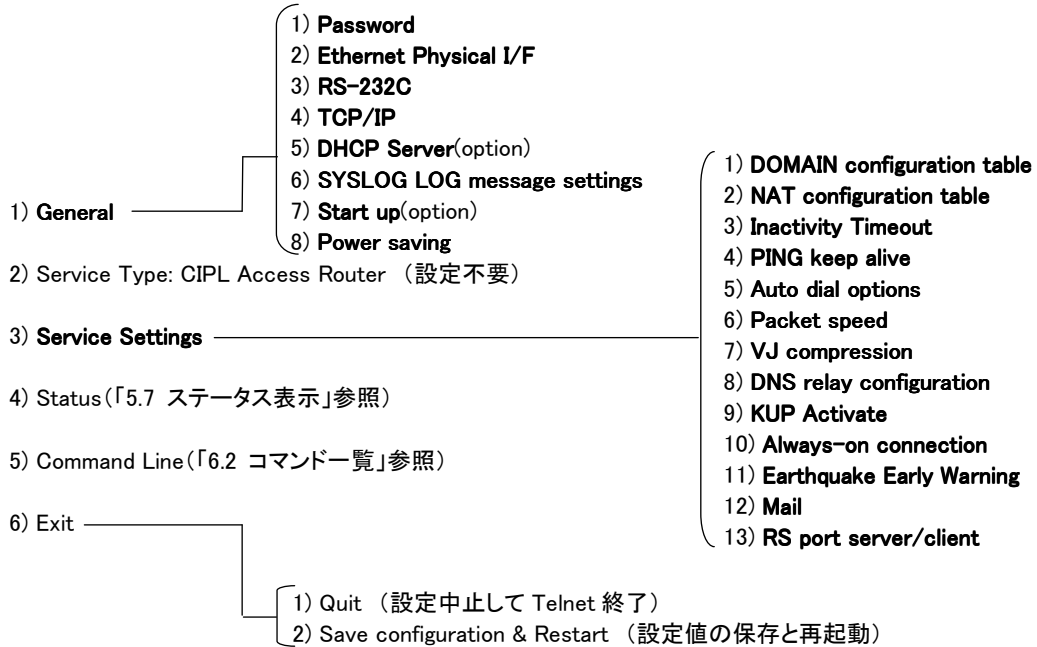 1) General
1) Password
2) Ethernet Physical I/F
3) RS-232C
4) TCP/IP
5) DHCP Server(option)
6) SYSLOG LOG message settings
7) Start up(option)
8) Power saving
2) Service Type: CIPL Access Router (設定不要)
3) Service Settings
1) DOMAIN configuration table
2) NAT configuration table
3) Inactivity Timeout
4) PING keep alive
5) Auto dial options
6) Packet speed
7) VJ compression
8) DNS relay configuration
9) KUP Activate
10) Always-on connection
11) Earthquake Early Warning
12) Mail
13) RS port server/client
4) Status(「5.7 ステータス表示」参照)
5) Command Line(「6.2 コマンド一覧」参照)
6) Exit
1) Quit (設定中止して Telnet 終了)
2) Save configuration & Restart (設定値の保存と再起動)